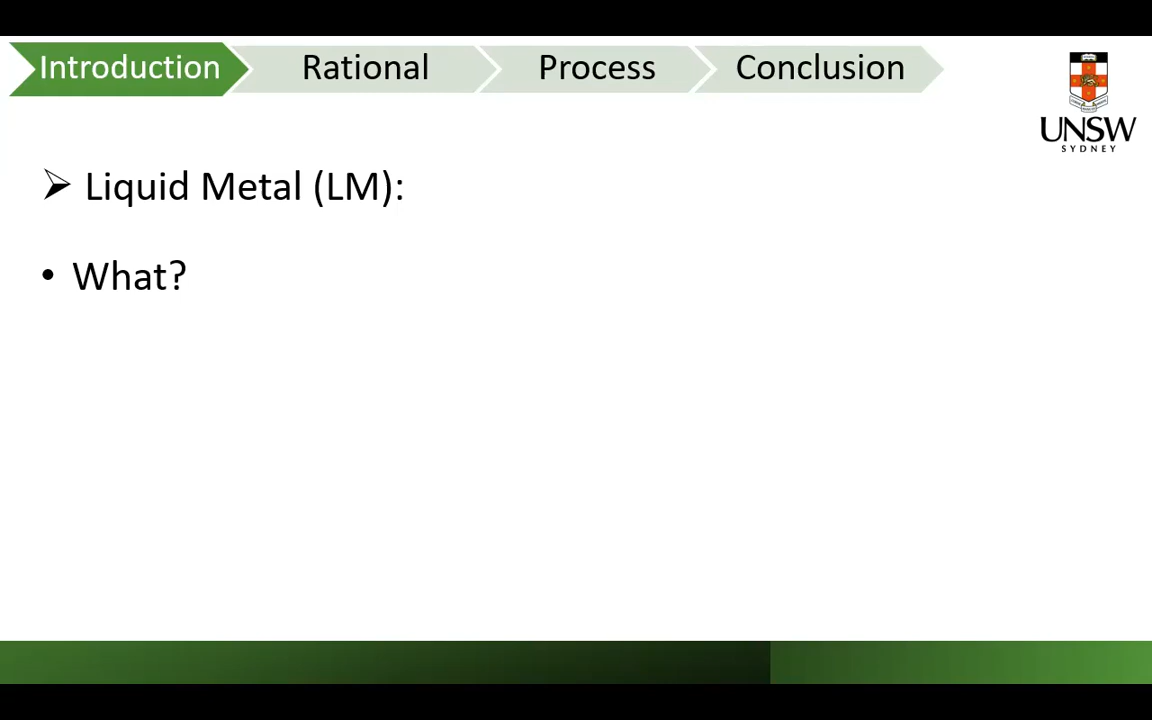 Introduction
Rational
Process
Conclusion
UNSW
SYDNEY
➢ Liquid Metal (LM):
• What?